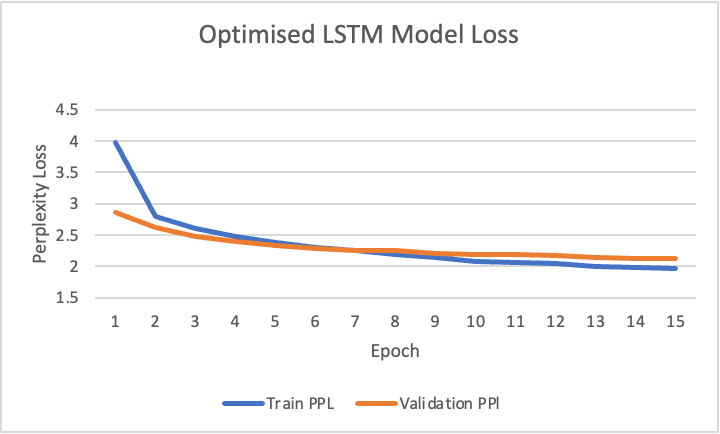 Optimised LSTM Model Loss
Perplexity Loss
4.5
4
3.5
3
2.5
2
1.5
1 2 3 4 5 6 7 8 9 10 11 12 13 14 15
Epoch
Train PPL Validation PPl